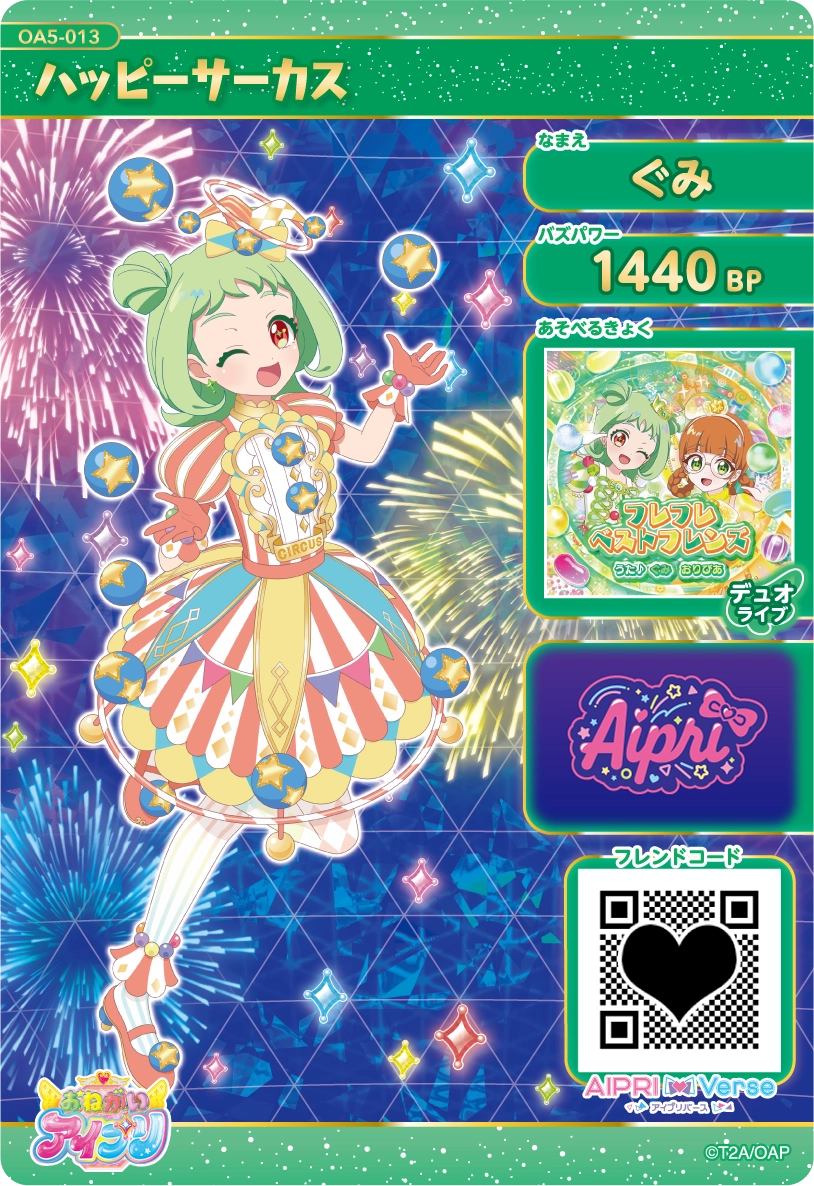 OA5-013
ハッピーサーカス
なまえ
ぐみ
バズパワー
1440 BP
あそべるきょく
フレフレ
ベストフレンズ
うた♪ ぐみ おりびあ
デュオ
ライブ
CIRCUS
Aipri
フレンドコード
AIPRI Verse
アイプリバース
おねがい
アイプリ
©T2A/OAP